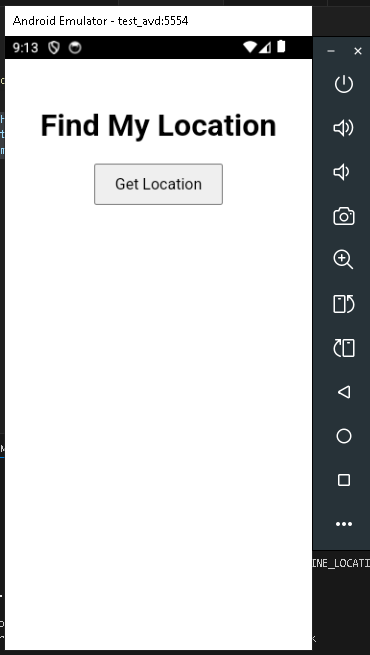 Android Emulator - test_avd:5554
9:13
Find My Location
Get Location
INE_LOCATI